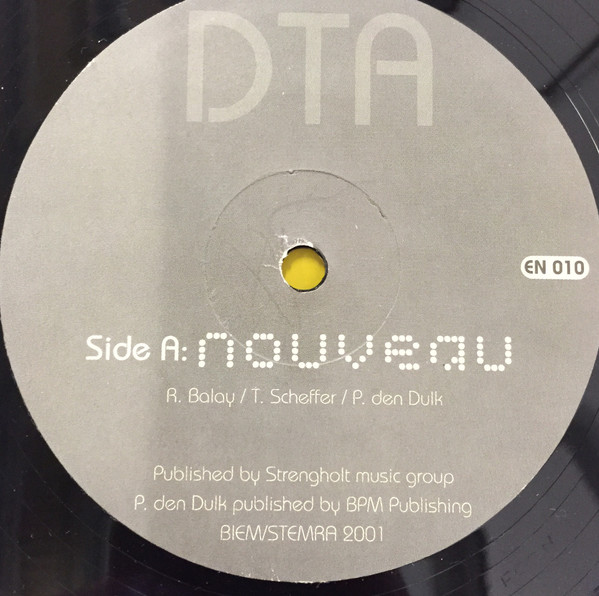 DTA
EN 010
Side A: nouveau
R. Balay / T. Scheffer / P. den Dulk
Published by Strengholt music group
P. den Dulk published by BPM Publishing
BIEM/STEMRA 2001